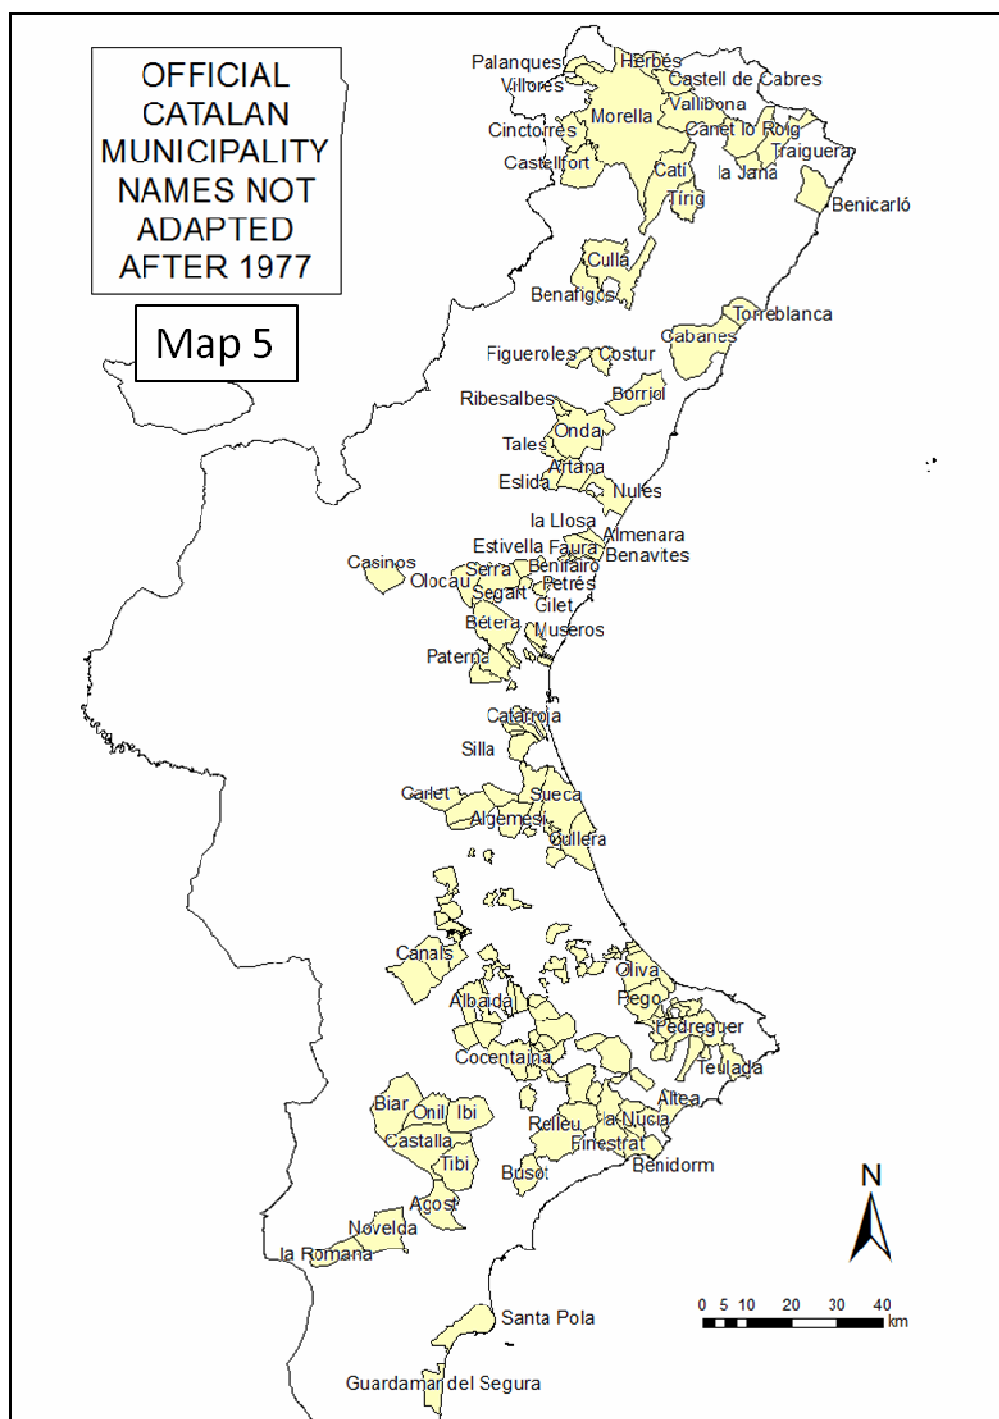 OFFICIAL
CATALAN
MUNICIPALITY
NAMES NOT
ADAPTED
AFTER 1977
Map 5
Palanques
Herbés
Villores
Castell de Cabres
Vallibona
Morella
Cinctorres
Canet lo Roig
Traiguera
Castellfort
Catí
la Jana
Tírig
Benicarló
Culla
Benafigos
Torreblanca
Cabanes
Figueroles
Costur
Borriol
Ribesalbes
Onda
Tales
Artana
Eslida
Nules
la Llosa
Almenara
Estivella
Faura
Benavites
Casinos
Serra
Benifairó
Olocau
Petrés
Segart
Gilet
Bétera
Museros
Paterna
Catarroja
Silla
Carlet
Sueca
Algemesí
Cullera
Canals
Oliva
Albaida
Pego
Pedreguer
Cocentaina
Teulada
Altea
Biar
Onil
Ibi
Relleu
la Nucia
Castalla
Finestrat
Tibi
Busot
Benidorm
Agost
Novelda
la Romana
N
0 5 10 20 30 40
km
Santa Pola
Guardamar del Segura